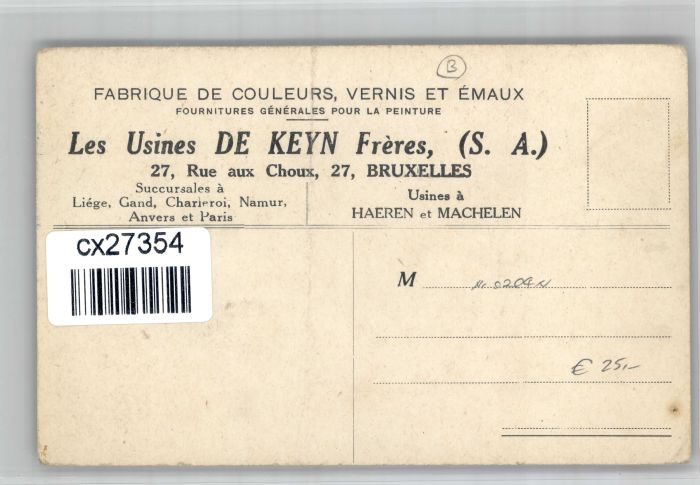 B
FABRIQUE DE COULEURS, VERNIS ET ÉMAUX
FOURNITURES GÉNÉRALES POUR LA PEINTURE
Les Usines DE KEYN Frères, (S. A.)
27, Rue aux Choux, 27, BRUXELLES
Succursales à
Liége, Gand, Charleroi, Namur,
Anvers et Paris
Usines à
HAEREN et MACHELEN
cx27354
M
€ 25,-